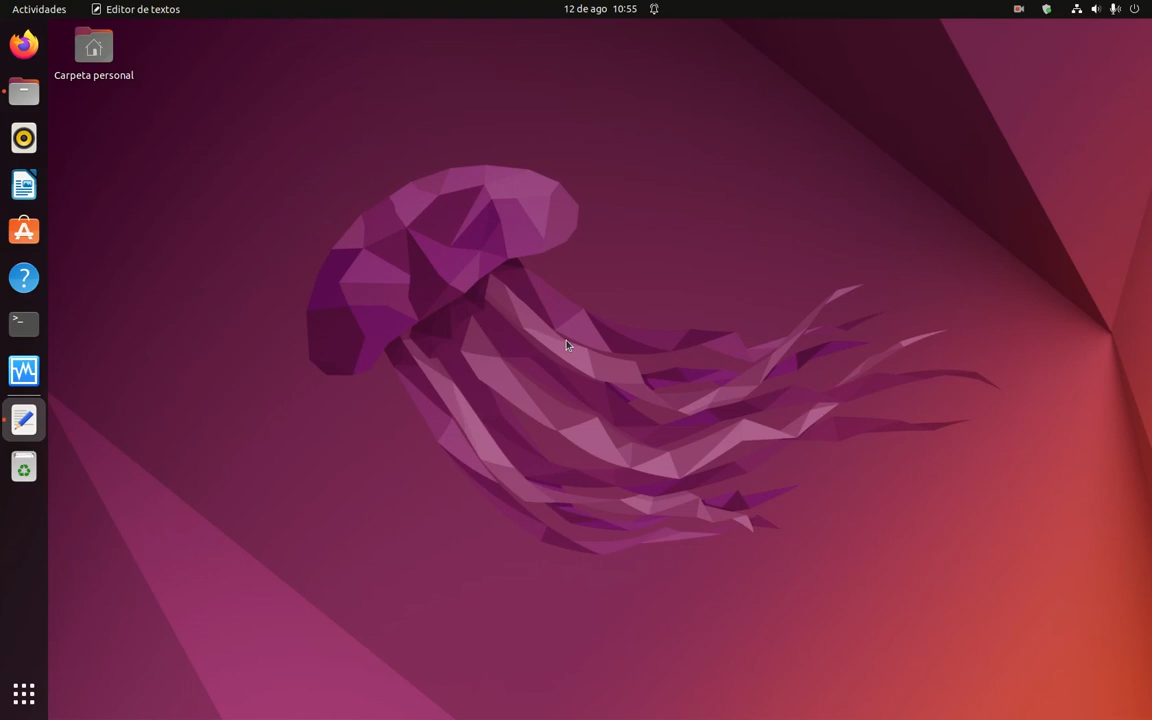 Actividades
Editor de textos
12 de ago 10:55
Carpeta personal
?
>_